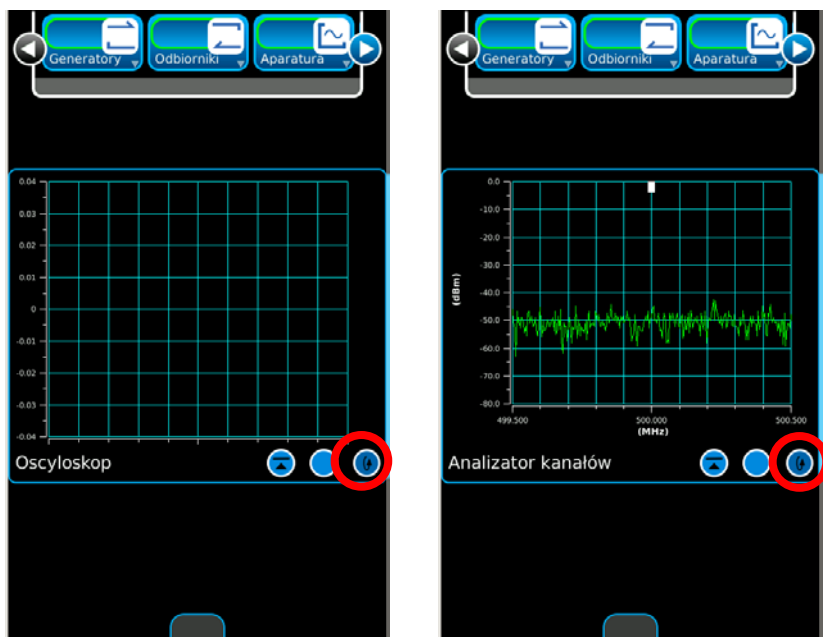 Generatory Odbiorniki Aparatura
0.04
0.03
0.02
0.01
0
-0.01
-0.02
-0.03
-0.04
Oscyloskop
Generatory Odbiorniki Aparatura
0.0
-10.0
-20.0
-30.0
-40.0
-50.0
-60.0
-70.0
-80.0
(dBm)
499.500 500.000 500.500
(MHz)
Analizator kanałów